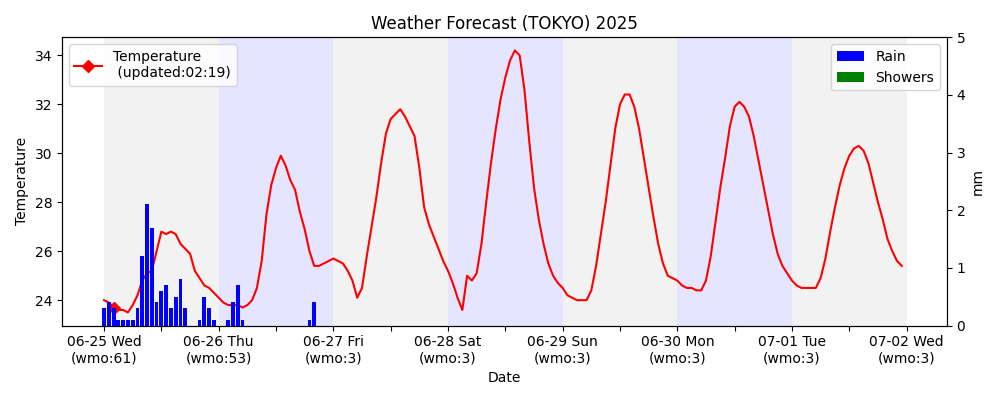 Weather Forecast (TOKYO) 2025
Temperature
(updated:02:19)
Rain
Showers
34
32
30
28
26
24
Temperature
5
4
3
2
1
0
mm
06-25 Wed
(wmo:61)
06-26 Thu
(wmo:53)
06-27 Fri
(wmo:3)
06-28 Sat
(wmo:3)
06-29 Sun
(wmo:3)
06-30 Mon
(wmo:3)
07-01 Tue
(wmo:3)
07-02 Wed
(wmo:3)
Date